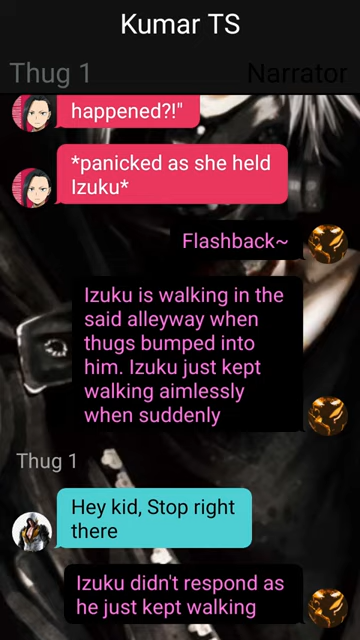 Kumar TS
Thug 1
Narrator
happened?!"
*panicked as she held
Izuku*
Flashback~
Izuku is walking in the
said alleyway when
thugs bumped into
him. Izuku just kept
walking aimlessly
when suddenly
Thug 1
Hey kid, Stop right
there
Izuku didn't respond as
he just kept walking